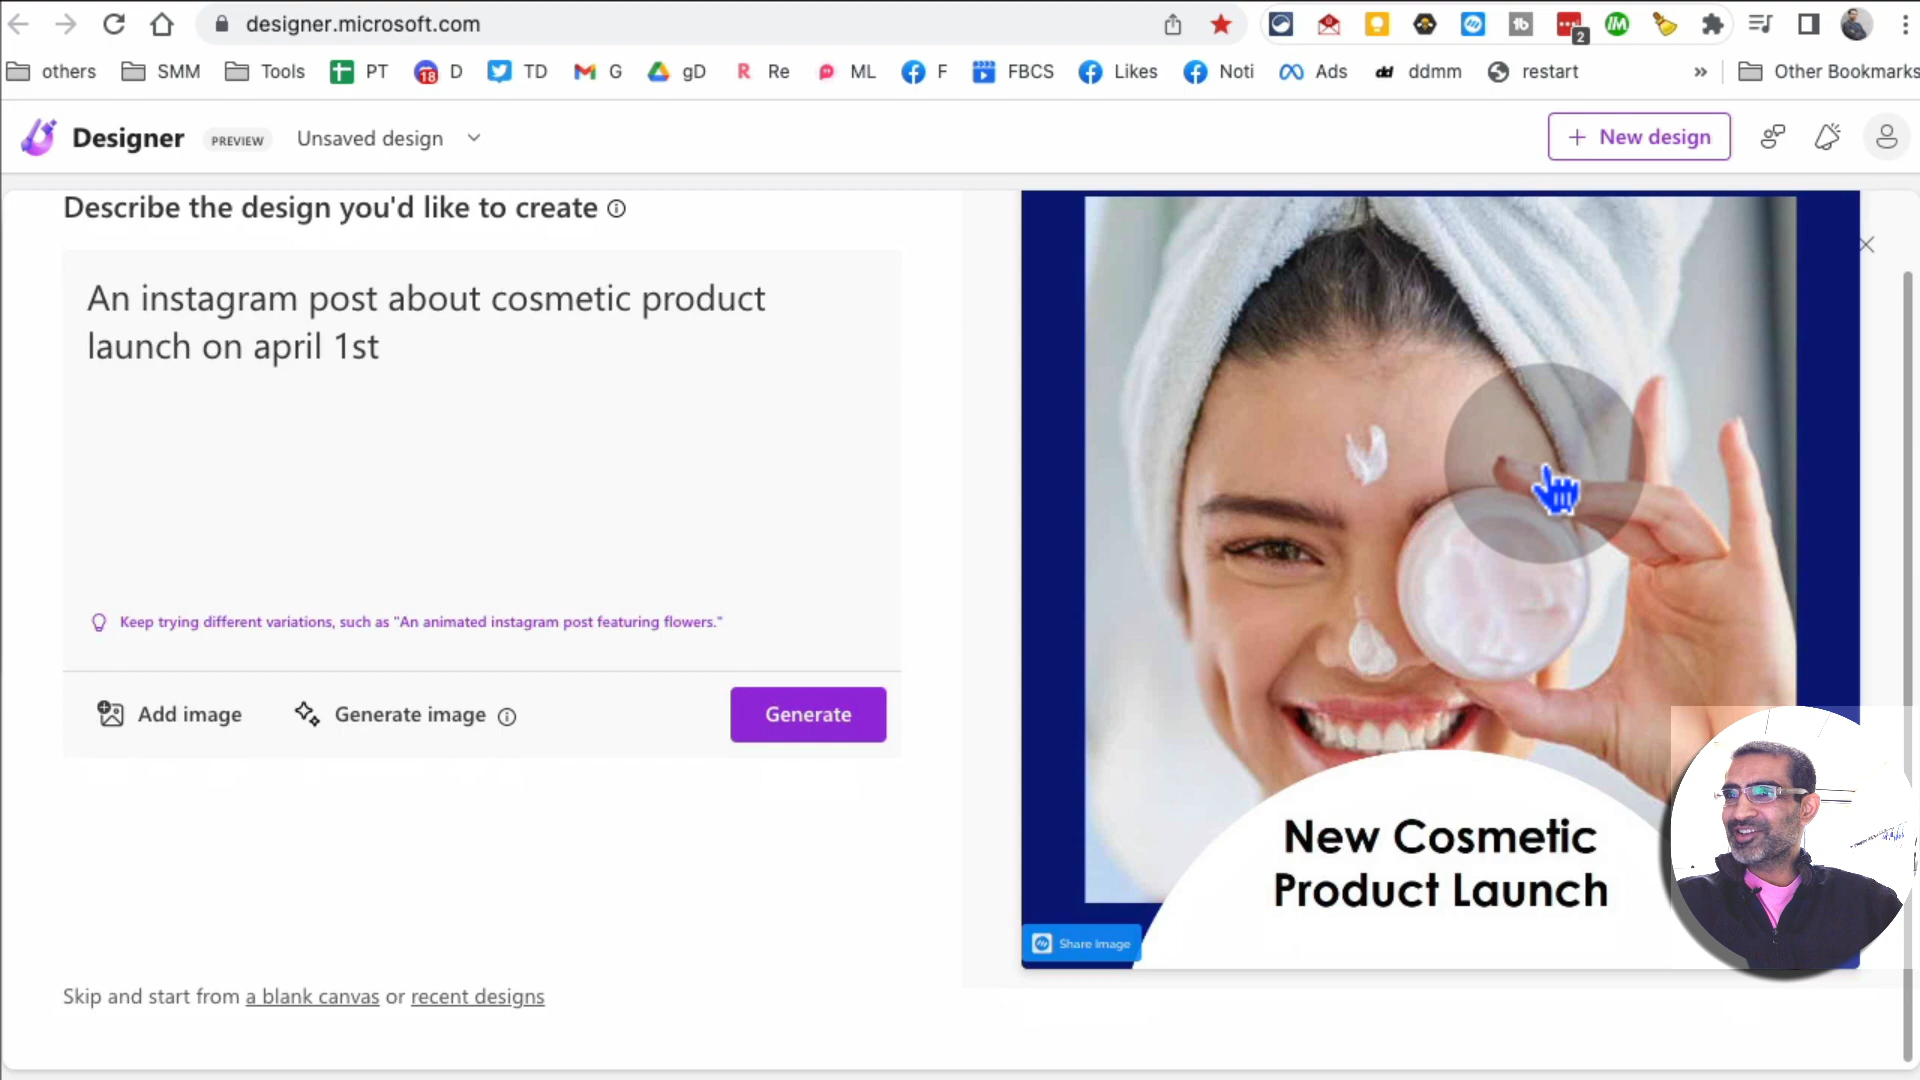 designer.microsoft.com
2
others SMM Tools PT 18 D TD G gD Re ML F FBCS Likes Noti Ads ddmm restart » Other Bookmarks
Designer PREVIEW Unsaved design + New design
Describe the design you'd like to create
An instagram post about cosmetic product
launch on april 1st
Keep trying different variations, such as "An animated instagram post featuring flowers."
Add image Generate image Generate
Skip and start from a blank canvas or recent designs
New Cosmetic
Product Launch
Share Image